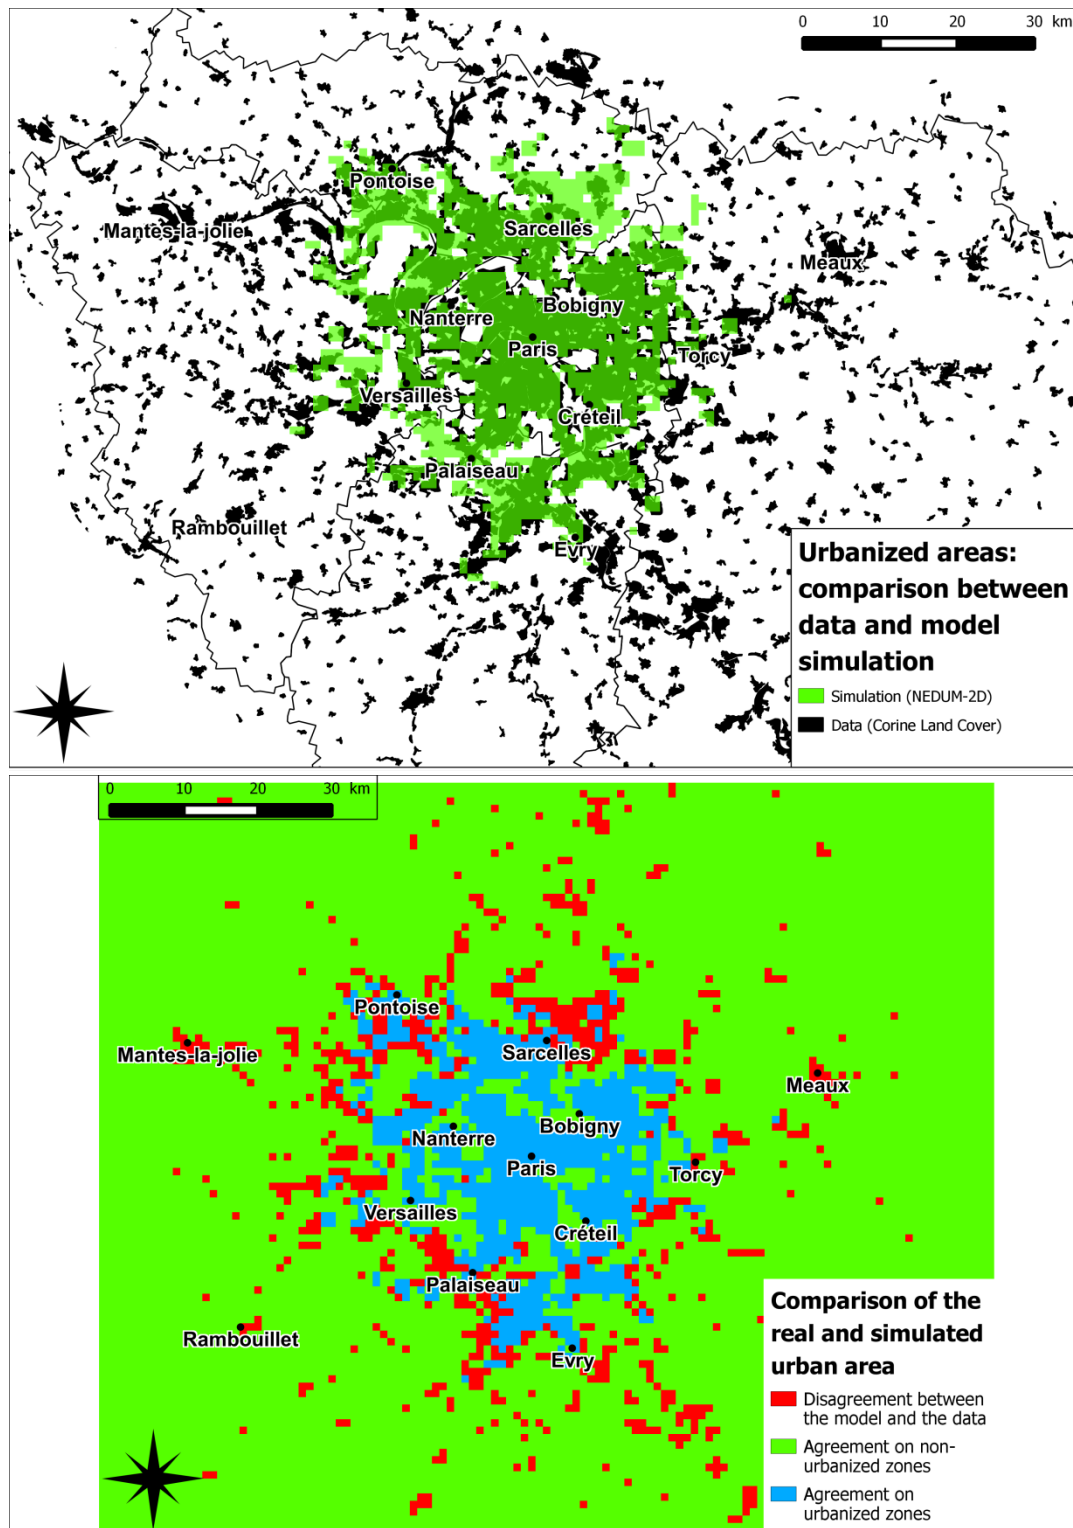 0 10 20 30 km
Pontoise
Mantes-la-jolie
Sarcelles
Meaux
Bobigny
Nanterre
Paris
Torcy
Versailles
Créteil
Palaiseau
Rambouillet
Evry
Urbanized areas:
comparison between
data and model
simulation
Simulation (NEDUM-2D)
Data (Corine Land Cover)
0 10 20 30 km
Pontoise
Mantes-la-jolie
Sarcelles
Meaux
Bobigny
Nanterre
Paris
Torcy
Versailles
Créteil
Palaiseau
Rambouillet
Evry
Comparison of the
real and simulated
urban area
Disagreement between
the model and the data
Agreement on non-
urbanized zones
Agreement on
urbanized zones